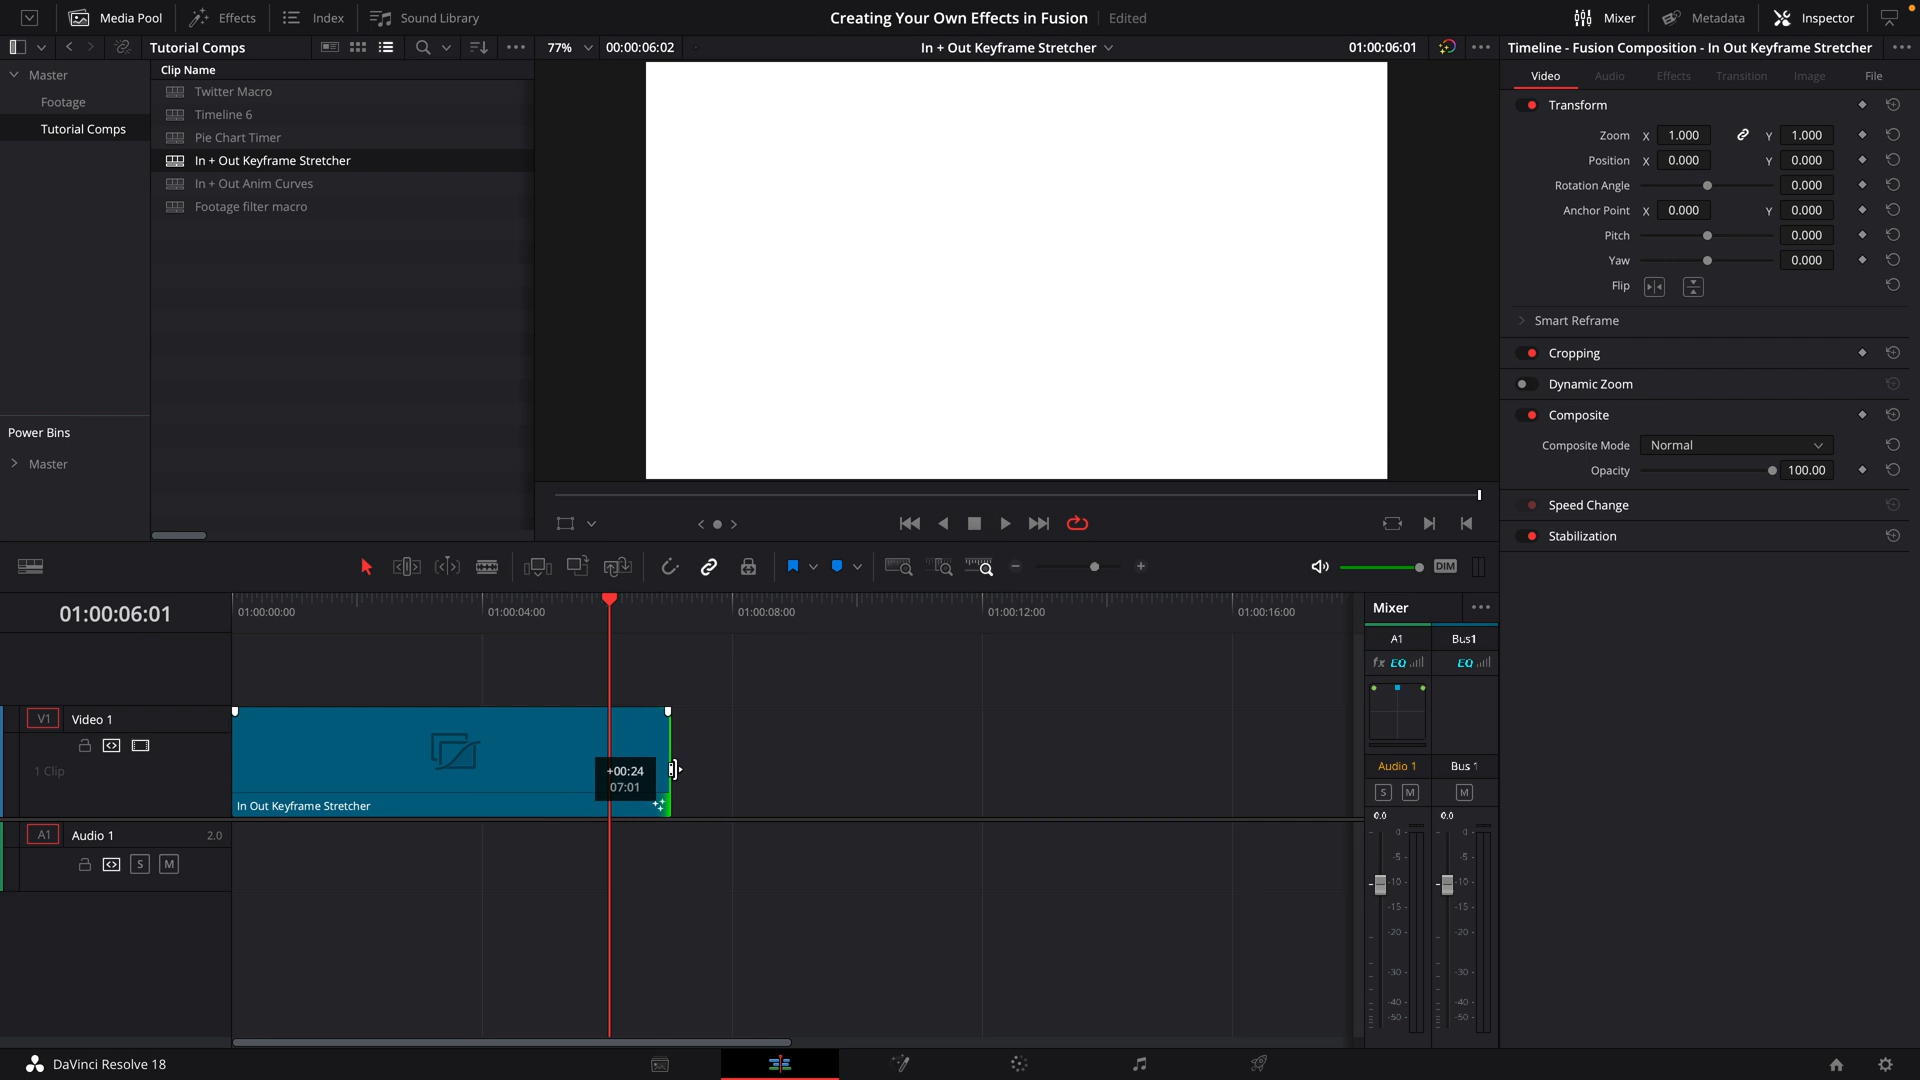 Media Pool
Effects
Index
Sound Library
Creating Your Own Effects in Fusion
Edited
Mixer
Metadata
Inspector
Tutorial Comps
77%
00:00:06:02
In + Out Keyframe Stretcher
01:00:06:01
Timeline - Fusion Composition - In Out Keyframe Stretcher
Master
Footage
Tutorial Comps
Power Bins
Master
Clip Name
Twitter Macro
Timeline 6
Pie Chart Timer
In + Out Keyframe Stretcher
In + Out Anim Curves
Footage filter macro
Video
Audio
Effects
Transition
Image
File
Transform
Zoom X 1.000 Y 1.000
Position X 0.000 Y 0.000
Rotation Angle 0.000
Anchor Point X 0.000 Y 0.000
Pitch 0.000
Yaw 0.000
Flip
Smart Reframe
Cropping
Dynamic Zoom
Composite
Composite Mode Normal
Opacity 100.00
Speed Change
Stabilization
DIM
01:00:06:01
01:00:00:00
01:00:04:00
01:00:08:00
01:00:12:00
01:00:16:00
V1 Video 1
1 Clip
+00:24
07:01
In Out Keyframe Stretcher
A1 Audio 1 2.0
S M
Mixer
A1 Bus1
fx EQ EQ
Audio 1 Bus 1
S M M
0.0 0.0
0- 0-
-5- -5-
-10- -10-
-15- -15-
-20- -20-
-30- -30-
-40- -40-
-50- -50-
DaVinci Resolve 18